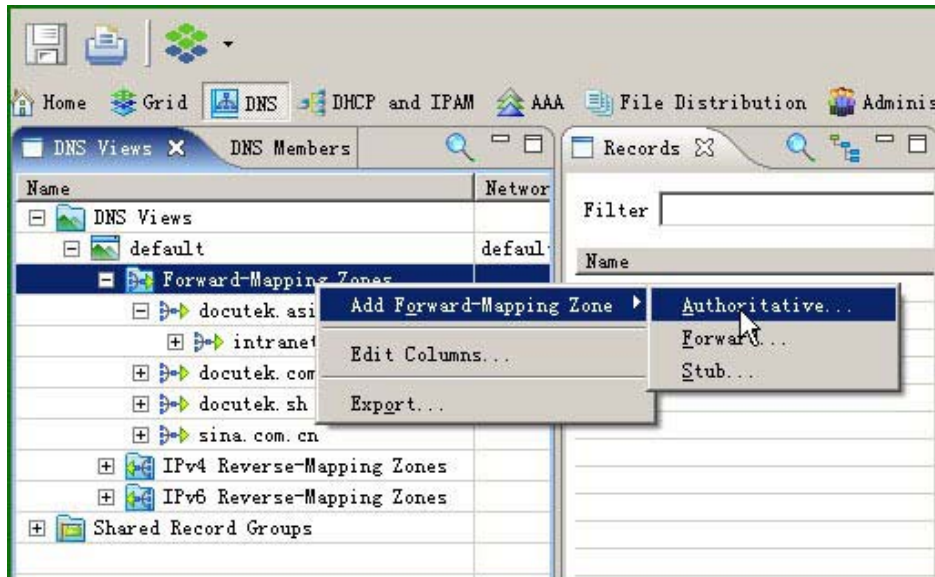 Home Grid DNS DHCP and IPAM AAA File Distribution Adminis
DNS Views DNS Members
Records
Name Networ
Filter
DNS Views
default defaul
Name
Forward-Mapping Zones
Add Forward-Mapping Zone
Authoritative...
docutek.asi
Forward...
intranet
Edit Columns...
Stub...
docutek.com
docutek.sh
Export...
sina.com.cn
IPv4 Reverse-Mapping Zones
IPv6 Reverse-Mapping Zones
Shared Record Groups